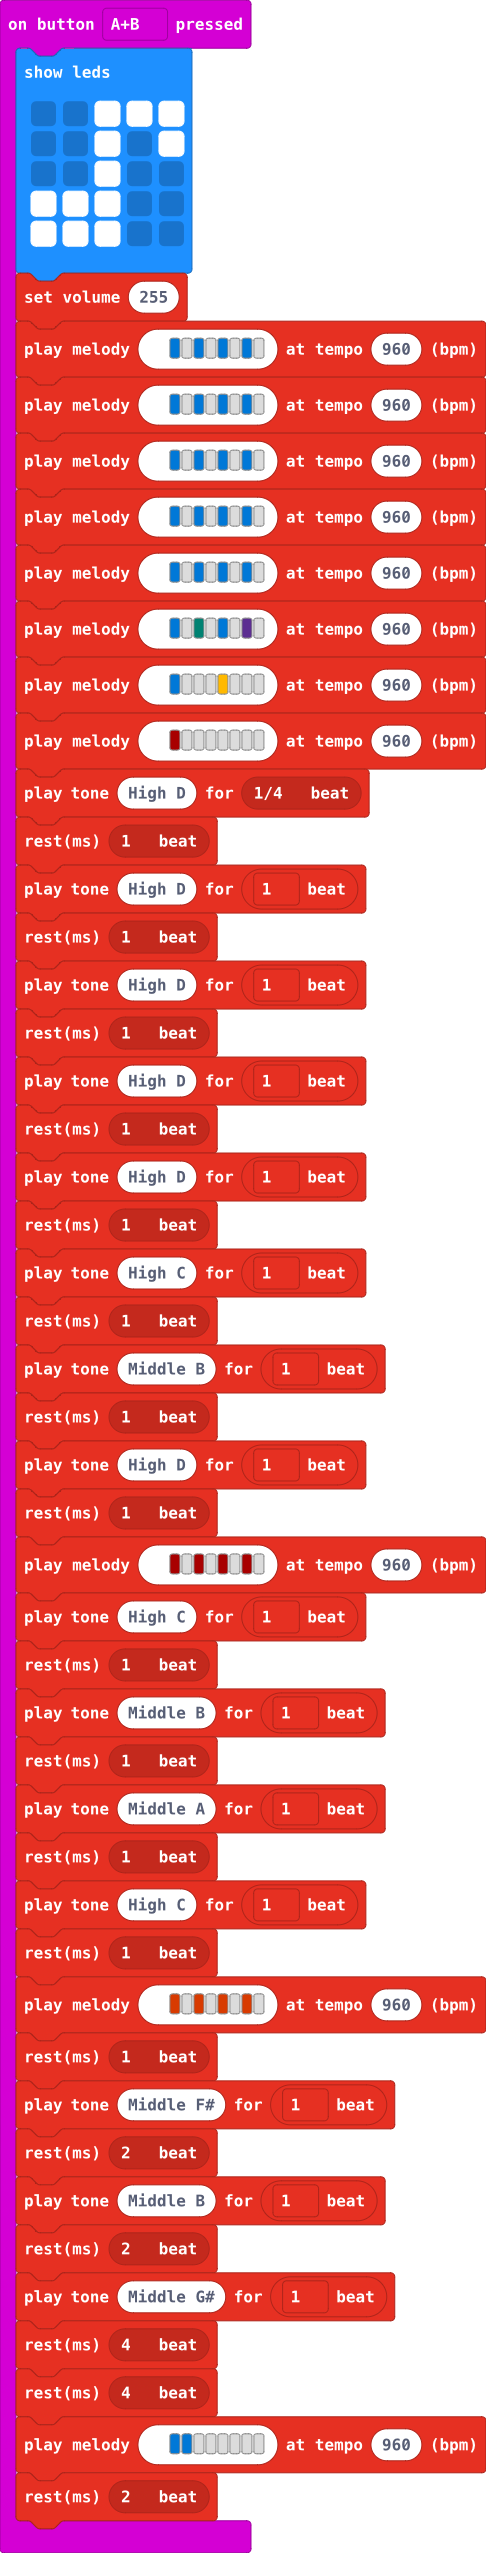 on button A+B pressed
show leds
set volume 255
play melody at tempo 960 (bpm)
play melody at tempo 960 (bpm)
play melody at tempo 960 (bpm)
play melody at tempo 960 (bpm)
play melody at tempo 960 (bpm)
play melody at tempo 960 (bpm)
play melody at tempo 960 (bpm)
play melody at tempo 960 (bpm)
play tone High D for 1/4 beat
rest(ms) 1 beat
play tone High D for 1 beat
rest(ms) 1 beat
play tone High D for 1 beat
rest(ms) 1 beat
play tone High D for 1 beat
rest(ms) 1 beat
play tone High D for 1 beat
rest(ms) 1 beat
play tone High C for 1 beat
rest(ms) 1 beat
play tone Middle B for 1 beat
rest(ms) 1 beat
play tone High D for 1 beat
rest(ms) 1 beat
play melody at tempo 960 (bpm)
play tone High C for 1 beat
rest(ms) 1 beat
play tone Middle B for 1 beat
rest(ms) 1 beat
play tone Middle A for 1 beat
rest(ms) 1 beat
play tone High C for 1 beat
rest(ms) 1 beat
play melody at tempo 960 (bpm)
rest(ms) 1 beat
play tone Middle F# for 1 beat
rest(ms) 2 beat
play tone Middle B for 1 beat
rest(ms) 2 beat
play tone Middle G# for 1 beat
rest(ms) 4 beat
rest(ms) 4 beat
play melody at tempo 960 (bpm)
rest(ms) 2 beat